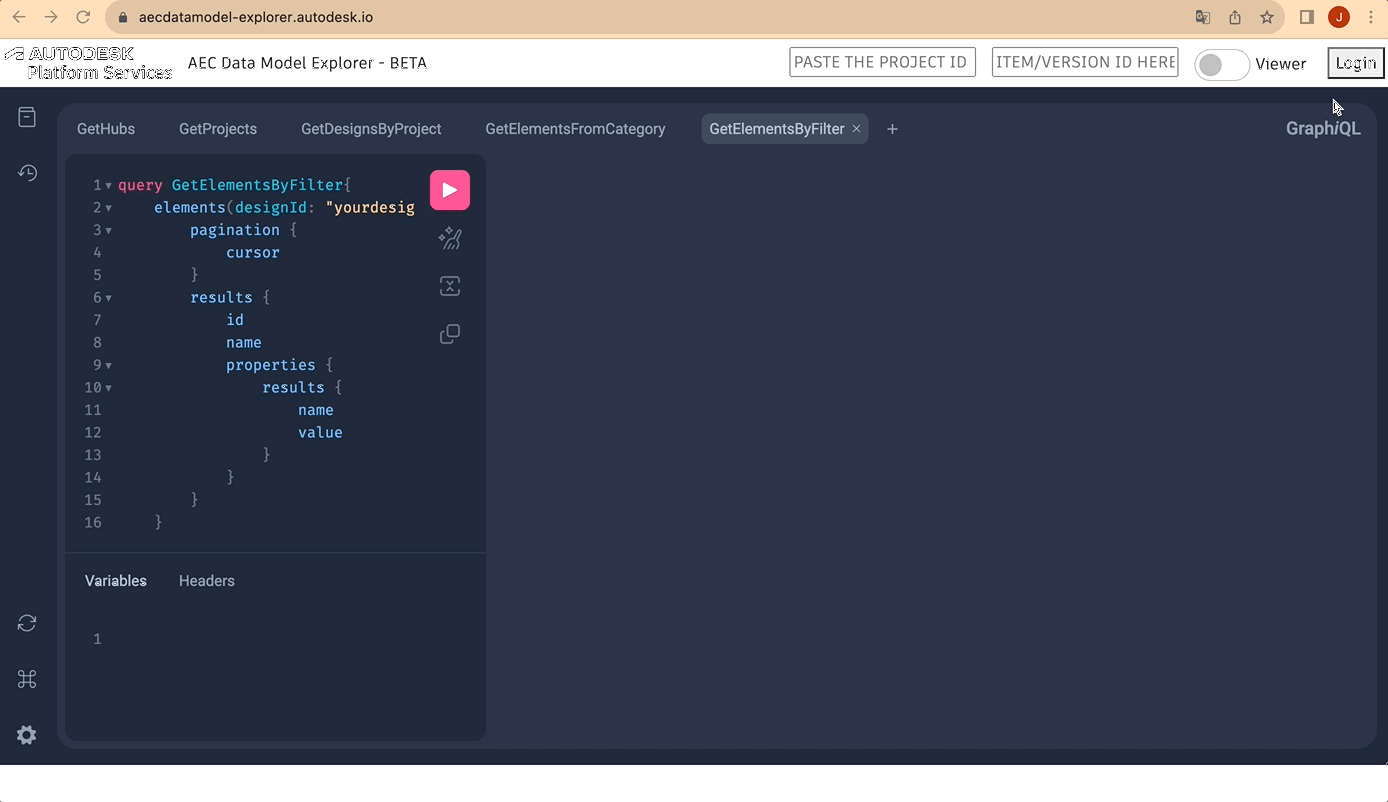 aecdatamodel-explorer.autodesk.io
J
AUTODESK
Platform Services
AEC Data Model Explorer - BETA
PASTE THE PROJECT ID
ITEM/VERSION ID HERE
Viewer
Login
GetHubs
GetProjects
GetDesignsByProject
GetElementsFromCategory
GetElementsByFilter ×
+
GraphiQL
1 query GetElementsByFilter{
2 elements(designId: "yourdesig
3 pagination {
4 cursor
5 }
6 results {
7 id
8 name
9 properties {
10 results {
11 name
12 value
13 }
14 }
15 }
16 }
Variables
Headers
1